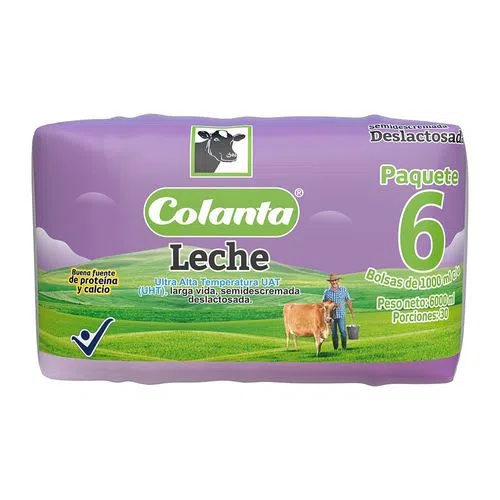 Colanta®
Leche
Ultra Alta Temperatura UAT
(UHT), larga vida, semidescremada
deslactosada.
Buena fuente
de proteína
y calcio
semidescremada
Deslactosada
Paquete
6
Bolsas de 1000 ml c/u
Peso neto: 6000 ml
Porciones: 30